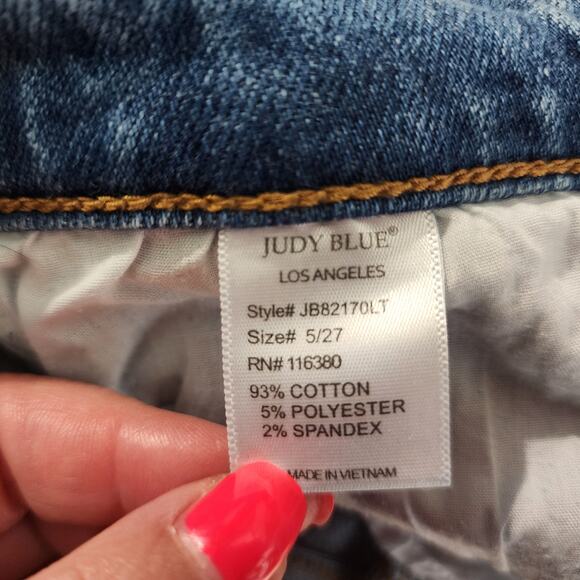 JUDY BLUE®
LOS ANGELES
Style# JB82170LT
Size# 5/27
RN# 116380
93% COTTON
5% POLYESTER
2% SPANDEX
MADE IN VIETNAM